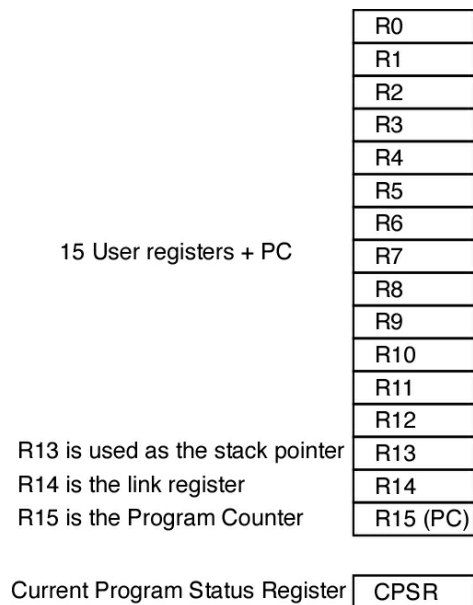 R0
R1
R2
R3
R4
R5
R6
15 User registers + PC R7
R8
R9
R10
R11
R12
R13 is used as the stack pointer R13
R14 is the link register R14
R15 is the Program Counter R15 (PC)
Current Program Status Register CPSR